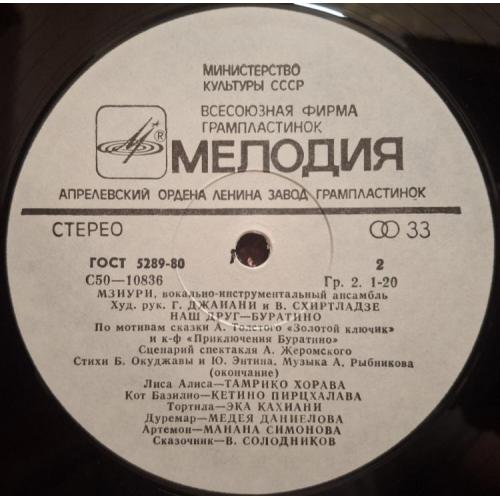 МИНИСТЕРСТВО
КУЛЬТУРЫ СССР
ВСЕСОЮЗНАЯ ФИРМА
ГРАМПЛАСТИНОК
® МЕЛОДИЯ
АПРЕЛЕВСКИЙ ОРДЕНА ЛЕНИНА ЗАВОД ГРАМПЛАСТИНОК
СТЕРЕО 33
ГОСТ 5289-80 2
С50—10836 Гр. 2. 1-20
МЗИУРИ, вокально-инструментальный ансамбль
Худ. рук. Г. ДЖАИАНИ и В. СХИРТЛАДЗЕ
НАШ ДРУГ—БУРАТИНО
По мотивам сказки А. Толстого «Золотой ключик»
и к-ф «Приключения Буратино»
Сценарий спектакля А. Жеромского
Стихи Б. Окуджавы и Ю. Энтина. Музыка А. Рыбникова
(окончание)
Лиса Алиса—ТАМРИКО ХОРАВА
Кот Базилио—КЕТИНО ПИРЦХАЛАВА
Тортила—ЭКА КАХИАНИ
Дуремар—МЕДЕЯ ДАНИЕЛОВА
Артемон—МАНАНА СИМОНОВА
Сказочник—В. СОЛОДНИКОВ